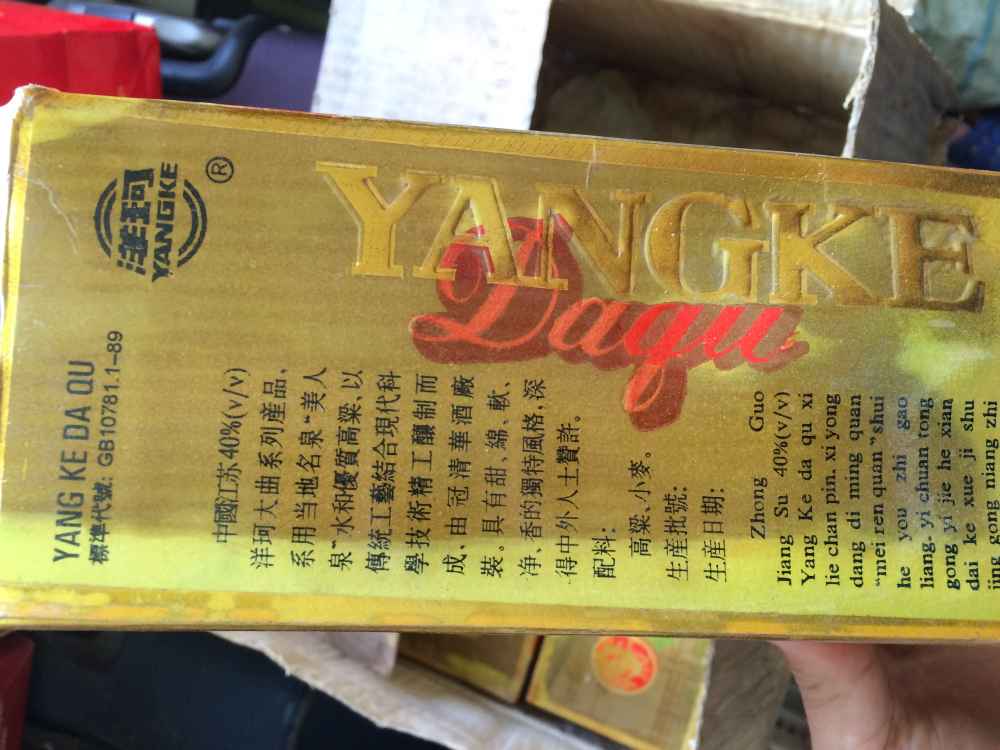 洋珂
YANGKE
®
YANGKE
Daqu
YANG KE DA QU
標準代號: GB10781.1-89
中國江苏40%(v/v)
洋珂大曲系列産品、
系用当地名泉“美人
泉”水和優質高粱、以
傳統工藝結合現代科
學技術精工釀制而
成、由冠清華酒廠
裝。具有甜、綿、軟、
净、香的獨特風格,深
得中外人士贊許。
配料:
高粱、小麥。
生産批號:
生産日期:
Zhong Guo
Jiang Su 40%(v/v)
Yang Ke da qu xi
lie chan pin. xi yong
dang di ming quan
“mei ren quan”shui
he you zhi gao
liang. yi chuan tong
gong yi jie he xian
dai ke xue ji shu
jing gong niang zhi